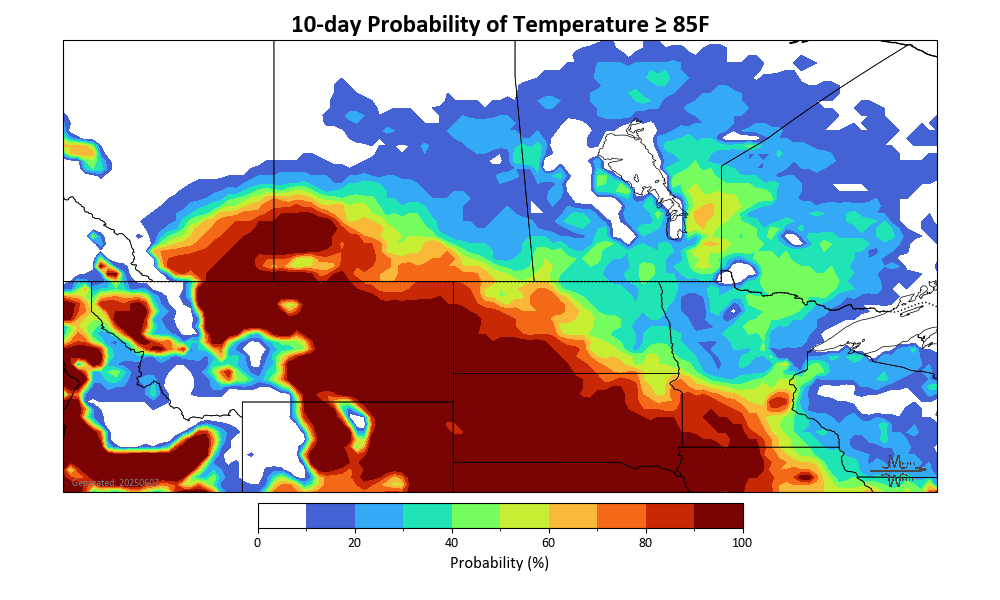 10-day Probability of Temperature ≥ 85F
Generated: 20250607
0 20 40 60 80 100
Probability (%)